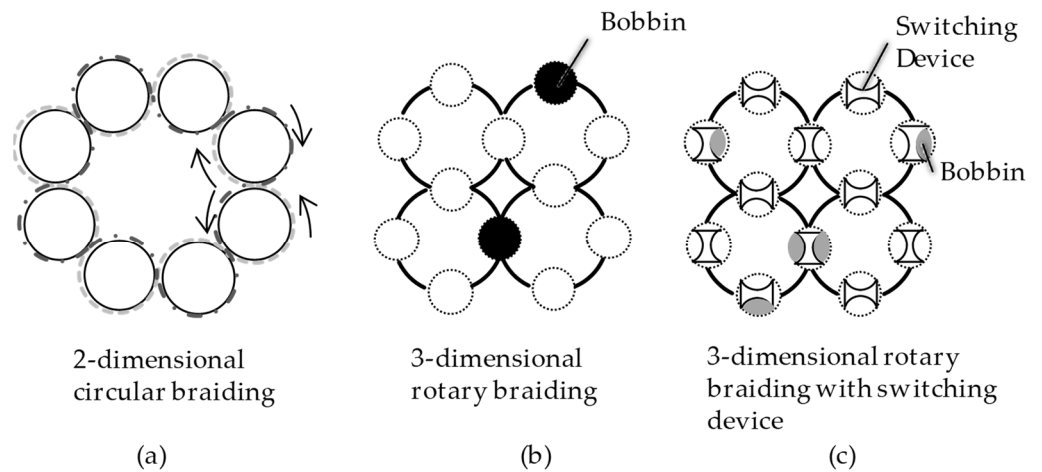 Bobbin
Switching
Device
Bobbin
2-dimensional
circular braiding
3-dimensional
rotary braiding
3-dimensional rotary
braiding with switching
device
(a)
(b)
(c)